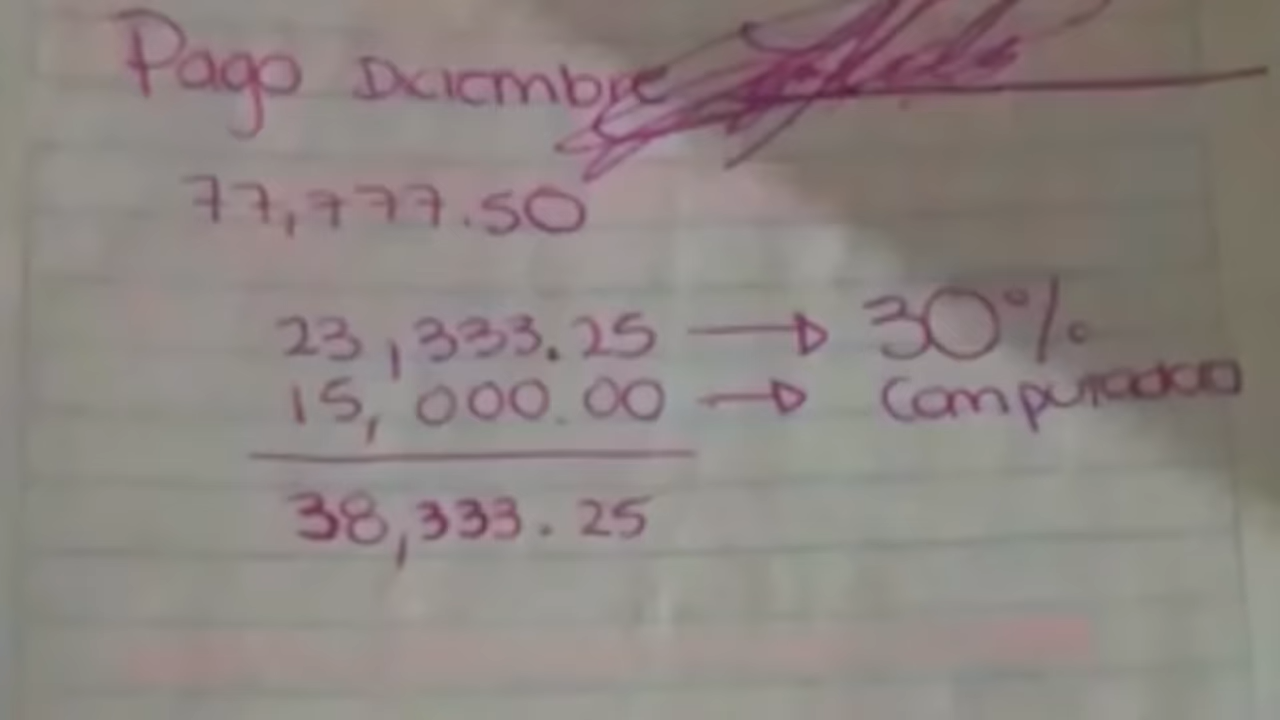 Pago Diciembre
77,777.50
23,333.25 → 30%
15,000.00 → Computadora
38,333.25